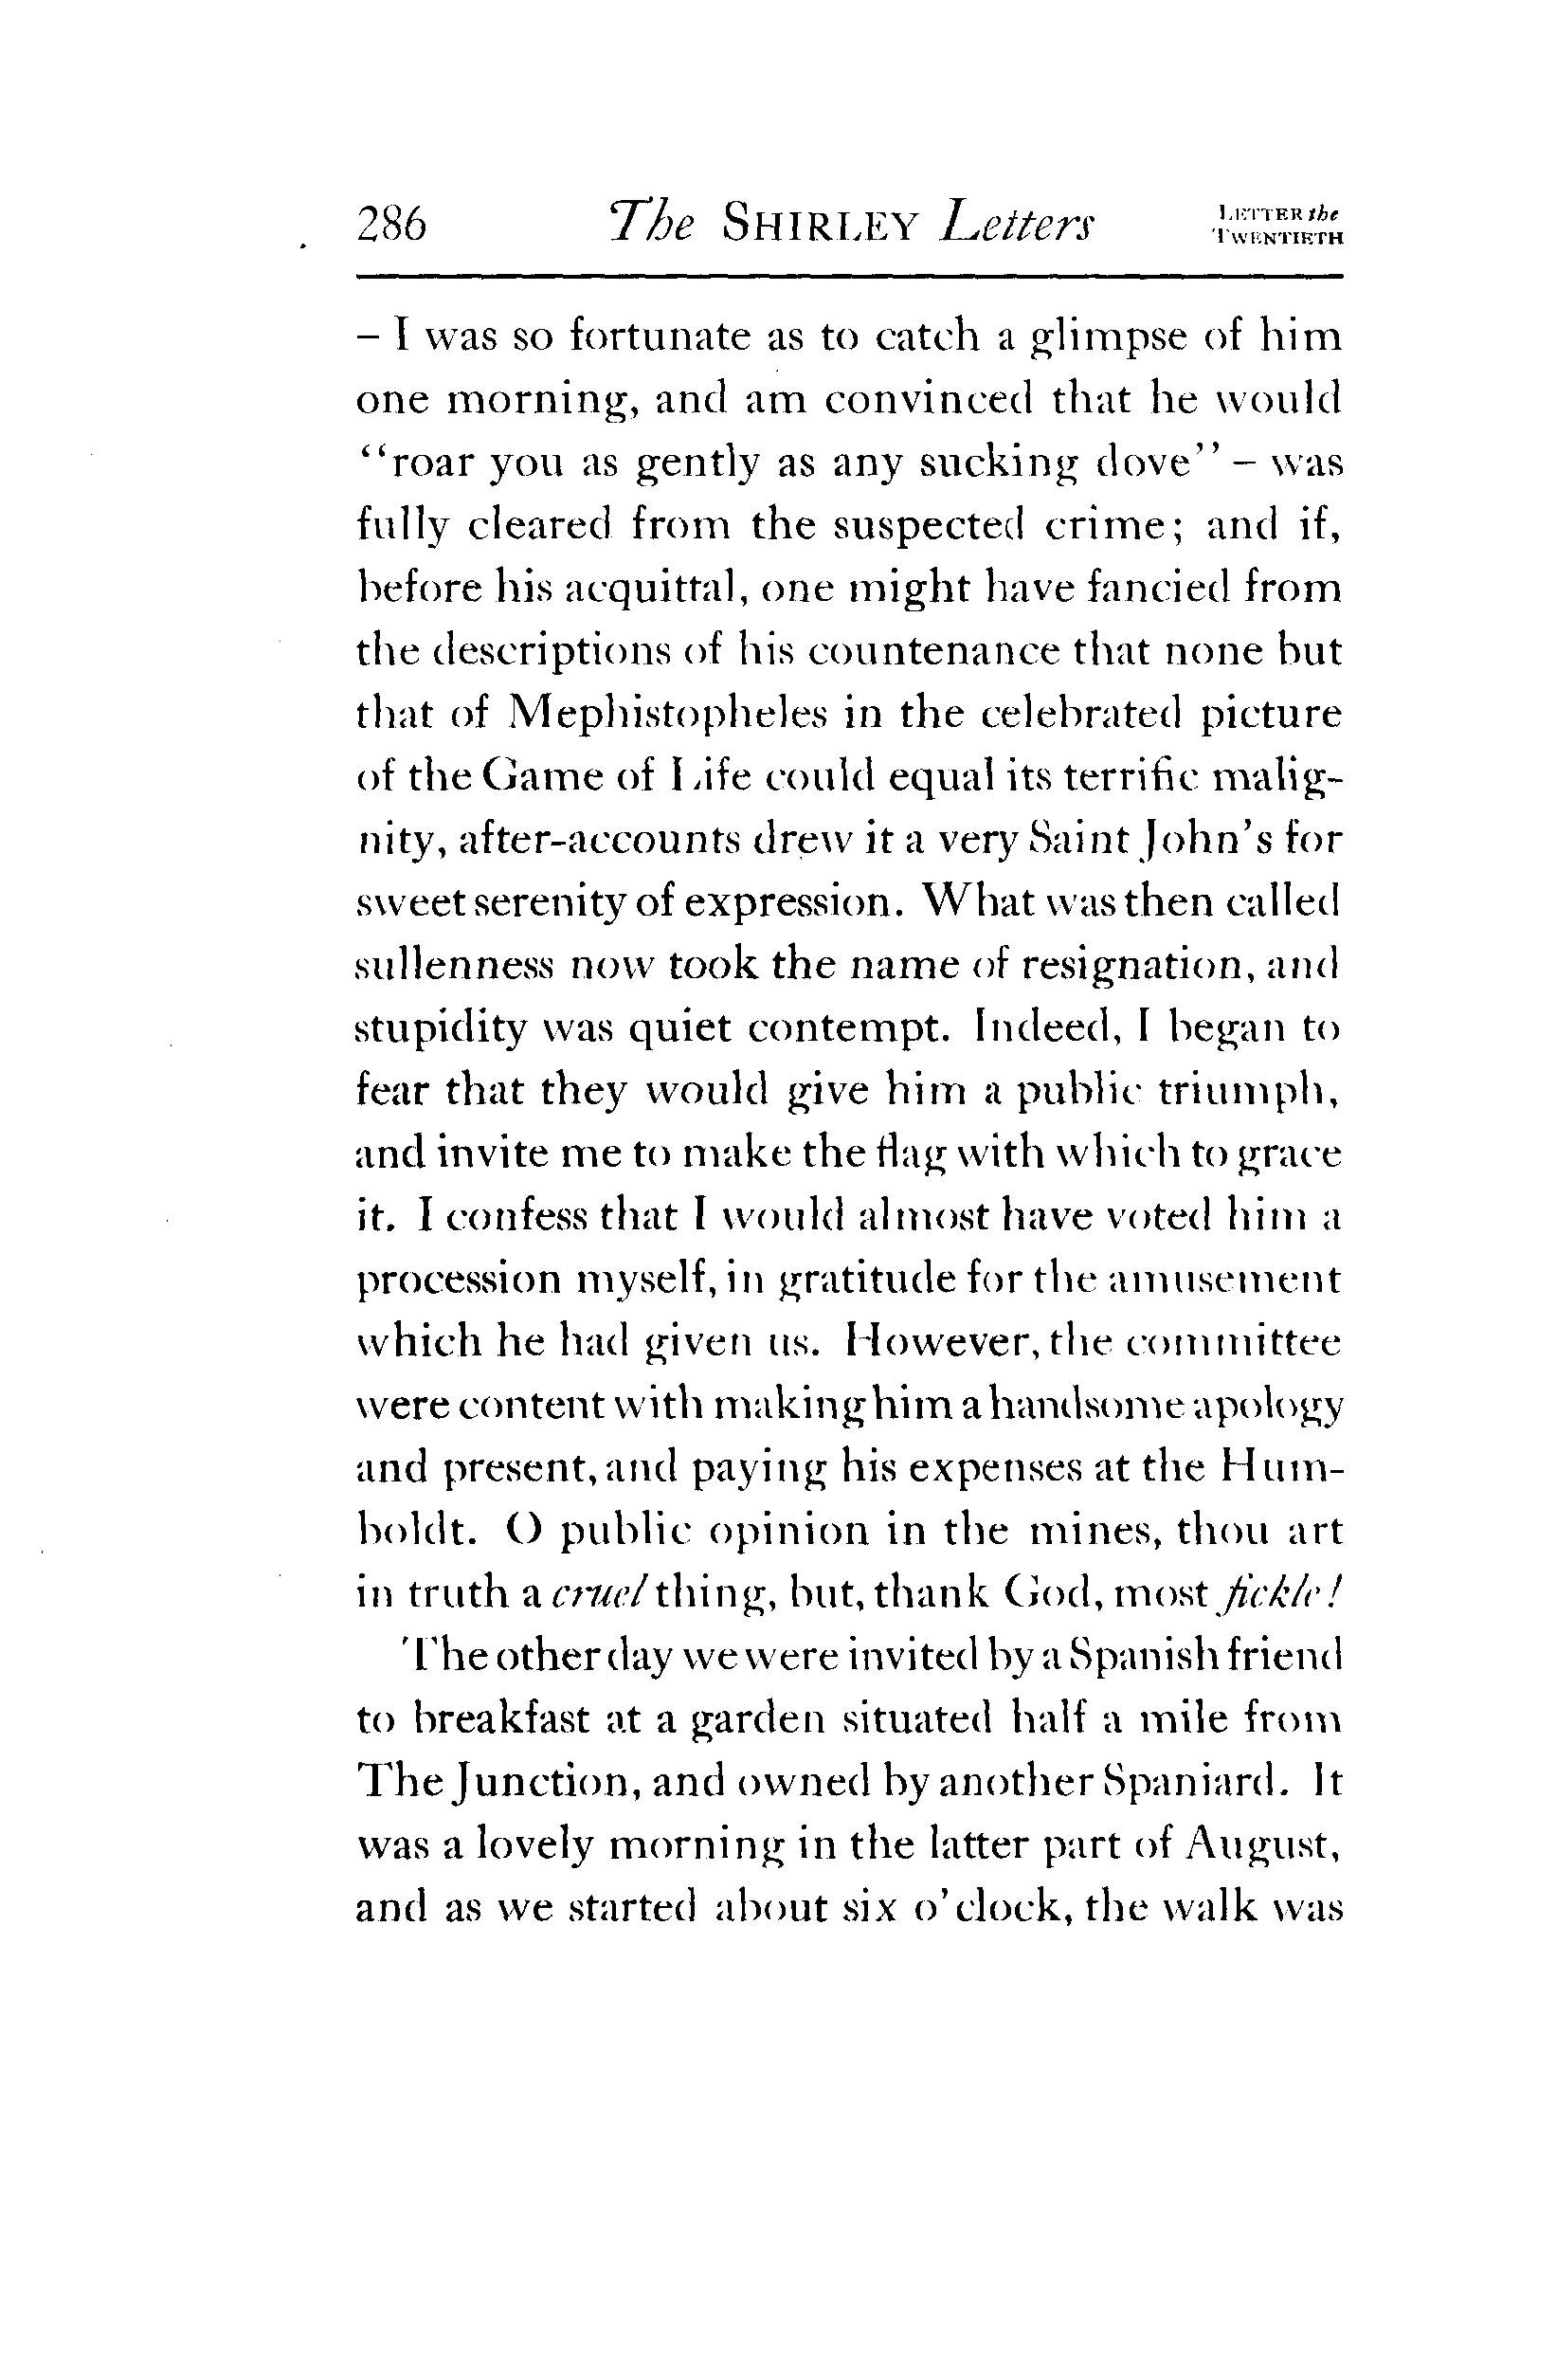 286 The SHIRLEY Letters LETTER the TWENTIETH
– I was so fortunate as to catch a glimpse of him
one morning, and am convinced that he would
“roar you as gently as any sucking dove” – was
fully cleared from the suspected crime; and if,
before his acquittal, one might have fancied from
the descriptions of his countenance that none but
that of Mephistopheles in the celebrated picture
of the Game of Life could equal its terrific malig-
nity, after-accounts drew it a very Saint John’s for
sweet serenity of expression. What was then called
sullenness now took the name of resignation, and
stupidity was quiet contempt. Indeed, I began to
fear that they would give him a public triumph,
and invite me to make the flag with which to grace
it. I confess that I would almost have voted him a
procession myself, in gratitude for the amusement
which he had given us. However, the committee
were content with making him a handsome apology
and present, and paying his expenses at the Hum-
boldt. O public opinion in the mines, thou art
in truth a cruel thing, but, thank God, most fickle!
The other day we were invited by a Spanish friend
to breakfast at a garden situated half a mile from
The Junction, and owned by another Spaniard. It
was a lovely morning in the latter part of August,
and as we started about six o’clock, the walk was